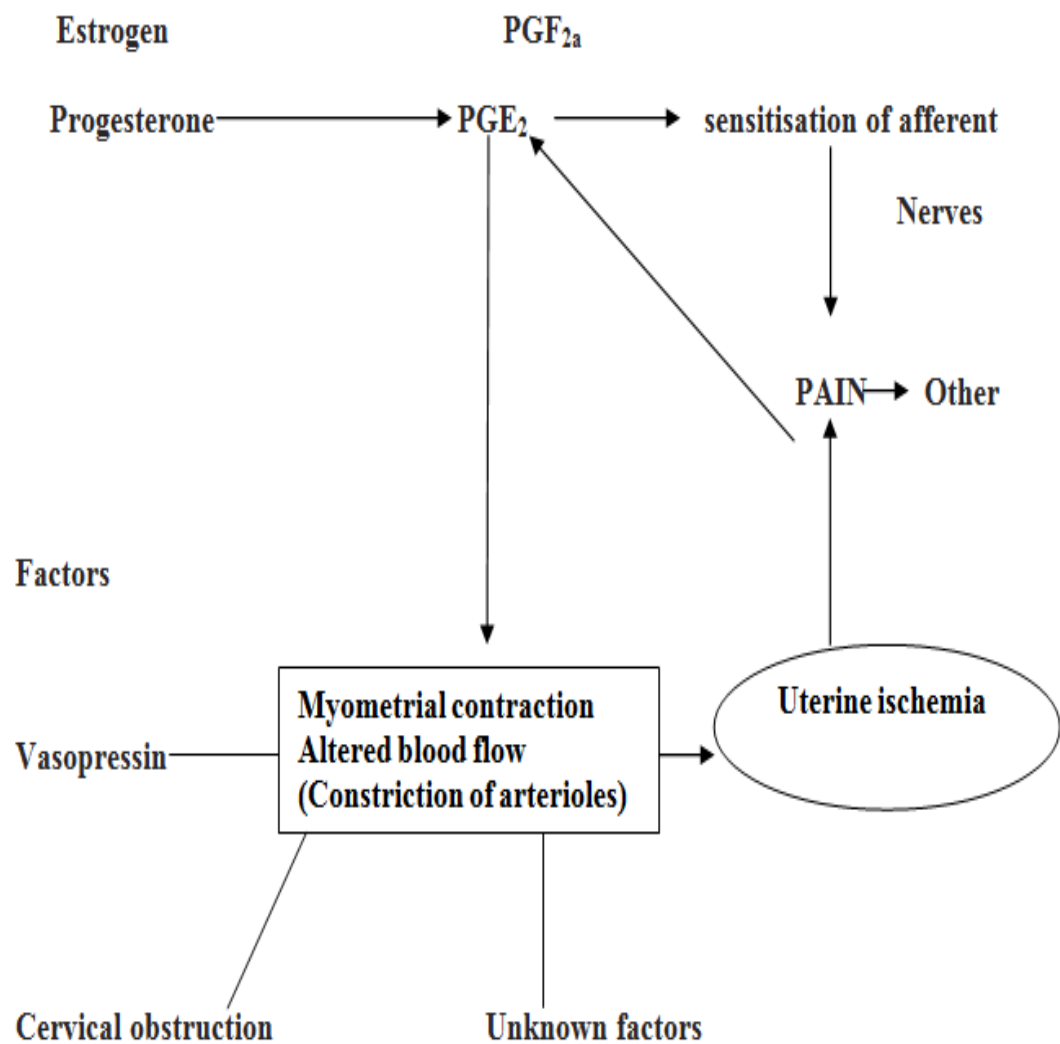 Estrogen PGF2a
Progesterone PGE2 sensitisation of afferent
Nerves
PAIN Other
Factors
Myometrial contraction
Altered blood flow
(Constriction of arterioles)
Uterine ischemia
Vasopressin
Cervical obstruction Unknown factors